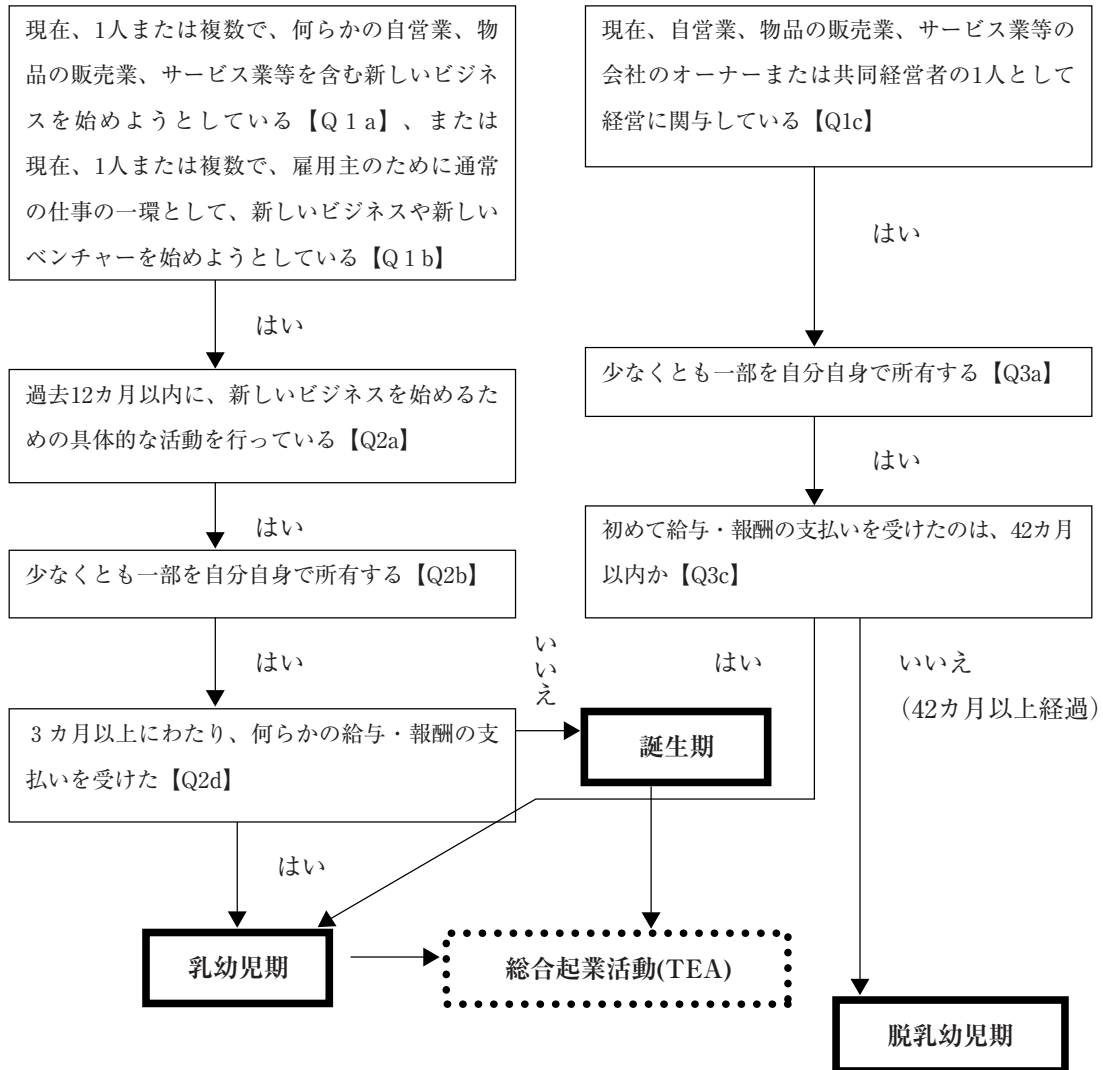 現在、1人または複数で、何らかの自営業、物
品の販売業、サービス業等を含む新しいビジネ
スを始めようとしている【Q１a】、または
現在、1人または複数で、雇用主のために通常
の仕事の一環として、新しいビジネスや新しい
ベンチャーを始めようとしている【Q１b】
はい
過去12カ月以内に、新しいビジネスを始めるた
めの具体的な活動を行っている【Q2a】
はい
少なくとも一部を自分自身で所有する【Q2b】
はい
３カ月以上にわたり、何らかの給与・報酬の支
払いを受けた【Q2d】
いいえ
はい
現在、自営業、物品の販売業、サービス業等の
会社のオーナーまたは共同経営者の1人として
経営に関与している【Q1c】
はい
少なくとも一部を自分自身で所有する【Q3a】
はい
初めて給与・報酬の支払いを受けたのは、42カ月
以内か【Q3c】
はい
いいえ
（42カ月以上経過）
誕生期
乳幼児期
総合起業活動(TEA)
脱乳幼児期